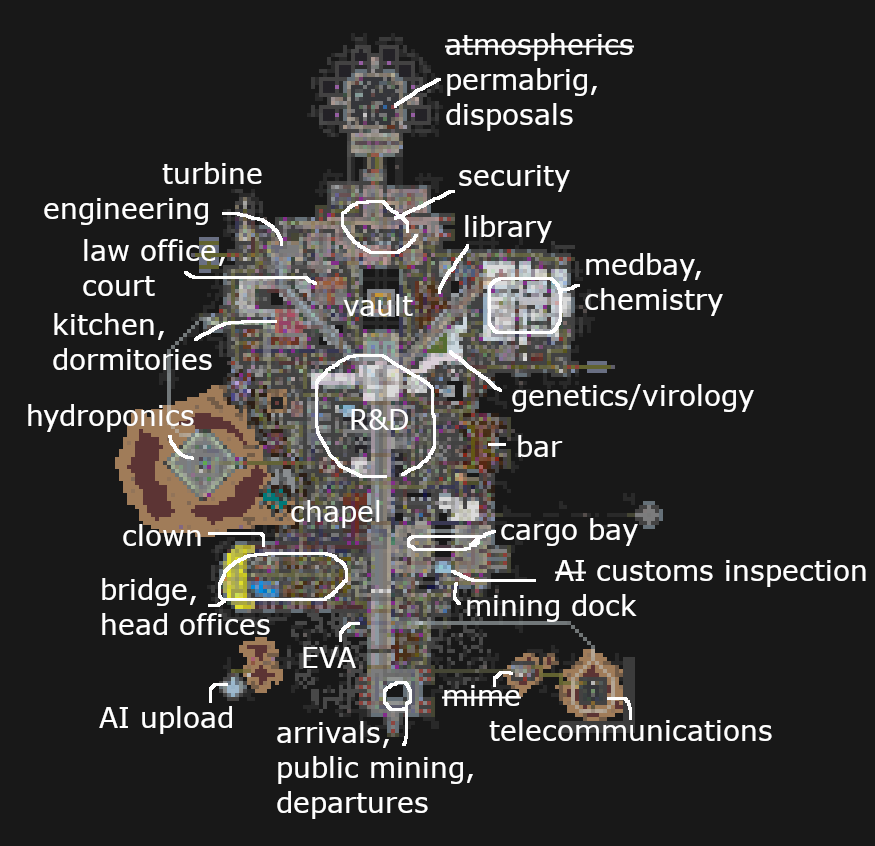 atmospherics
permabrig,
disposals
turbine
security
engineering
library
law office,
court
medbay,
chemistry
vault
kitchen,
dormitories
genetics/virology
hydroponics
R&D
bar
chapel
cargo bay
clown
AI customs inspection
bridge,
head offices
mining dock
EVA
mime
AI upload
telecommunications
arrivals,
public mining,
departures